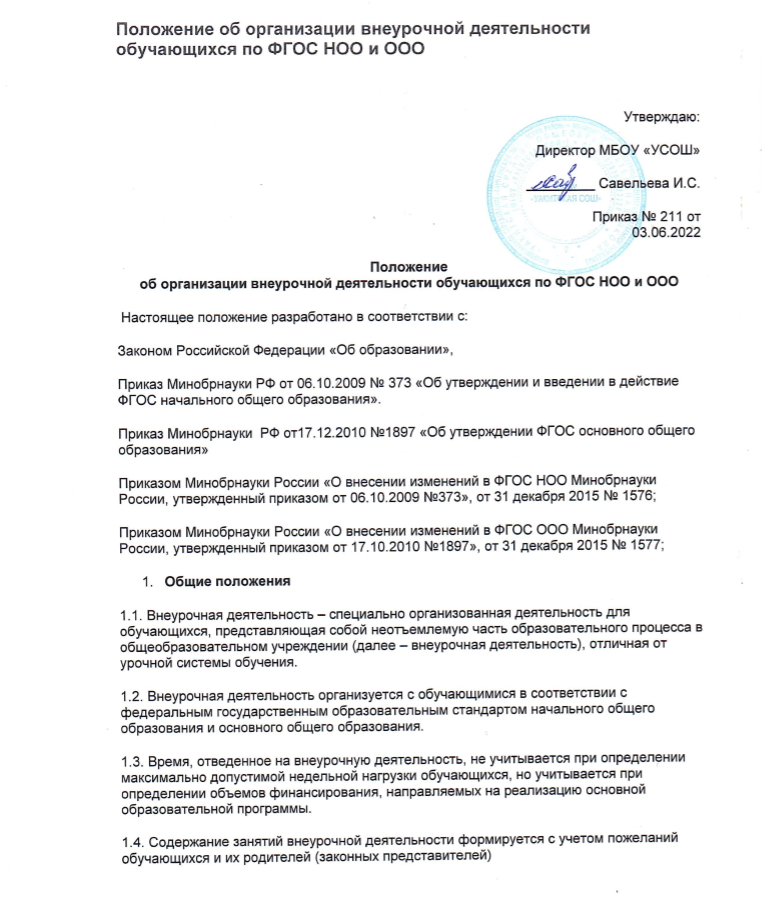 Положение об организации внеурочной деятельности
обучающихся по ФГОС НОО и ООО
Утверждаю:
Директор МБОУ «УСОШ»
Савельева И.С.
Приказ № 211 от
03.06.2022
Положение
об организации внеурочной деятельности обучающихся по ФГОС НОО и ООО
Настоящее положение разработано в соответствии с:
Законом Российской Федерации «Об образовании»,
Приказ Минобрнауки РФ от 06.10.2009 № 373 «Об утверждении и введении в действие
ФГОС начального общего образования».
Приказ Минобрнауки  РФ от17.12.2010 №1897 «Об утверждении ФГОС основного общего
образования»
Приказом Минобрнауки России «О внесении изменений в ФГОС НОО Минобрнауки
России, утвержденный приказом от 06.10.2009 №373», от 31 декабря 2015 № 1576;
Приказом Минобрнауки России «О внесении изменений в ФГОС ООО Минобрнауки
России, утвержденный приказом от 17.10.2010 №1897», от 31 декабря 2015 № 1577;
1. Общие положения
1.1. Внеурочная деятельность – специально организованная деятельность для
обучающихся, представляющая собой неотъемлемую часть образовательного процесса в
общеобразовательном учреждении (далее – внеурочная деятельность), отличная от
урочной системы обучения.
1.2. Внеурочная деятельность организуется с обучающимися в соответствии с
федеральным государственным образовательным стандартом начального общего
образования и основного общего образования.
1.3. Время, отведенное на внеурочную деятельность, не учитывается при определении
максимально допустимой недельной нагрузки обучающихся, но учитывается при
определении объемов финансирования, направляемых на реализацию основной
образовательной программы.
1.4. Содержание занятий внеурочной деятельности формируется с учетом пожеланий
обучающихся и их родителей (законных представителей)